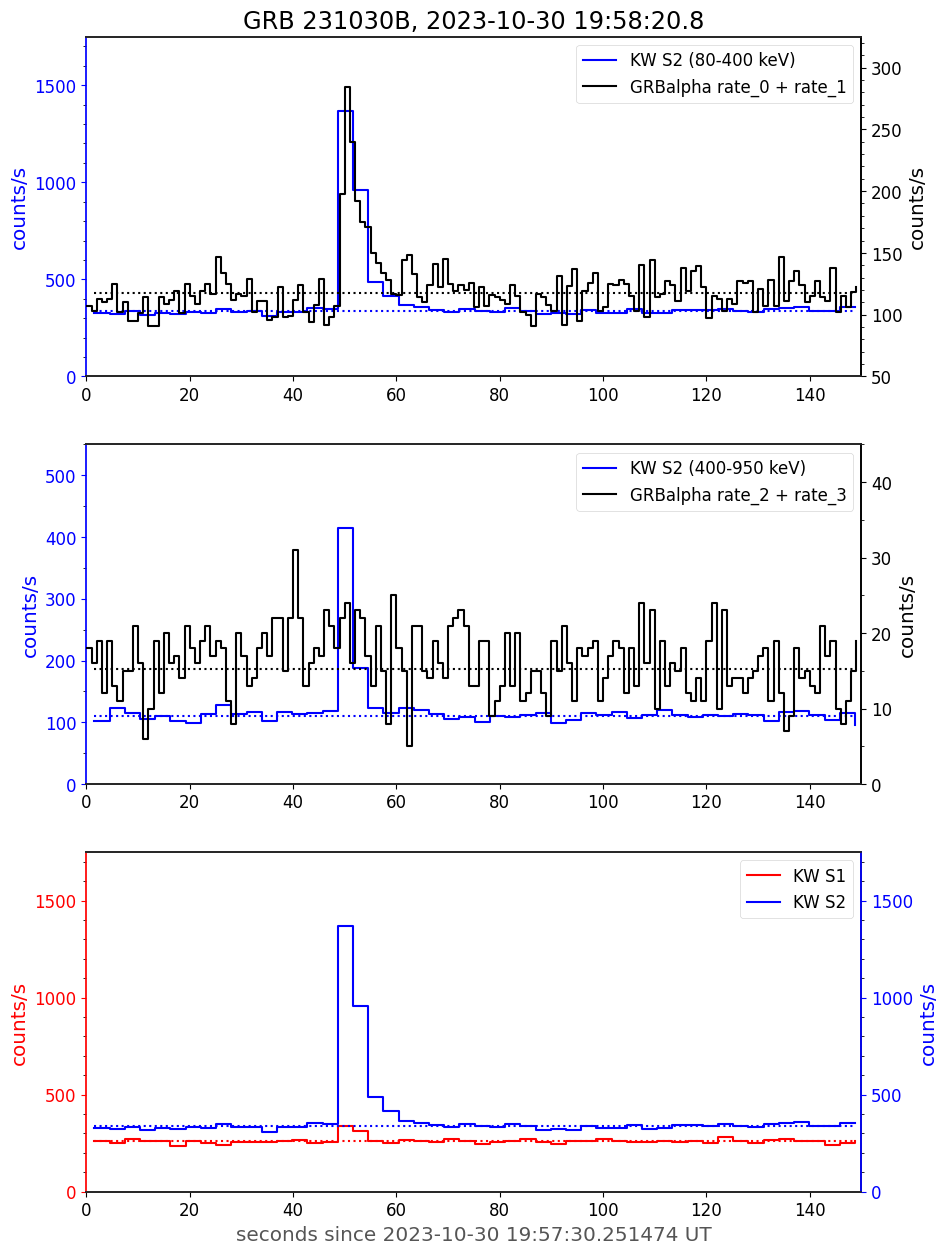 GRB 231030B, 2023-10-30 19:58:20.8
KW S2 (80-400 keV)
GRBalpha rate_0 + rate_1
counts/s
0
500
1000
1500
50
100
150
200
250
300
counts/s
0 20 40 60 80 100 120 140
KW S2 (400-950 keV)
GRBalpha rate_2 + rate_3
counts/s
0
100
200
300
400
500
0
10
20
30
40
counts/s
0 20 40 60 80 100 120 140
KW S1
KW S2
counts/s
0
500
1000
1500
0
500
1000
1500
counts/s
0 20 40 60 80 100 120 140
seconds since 2023-10-30 19:57:30.251474 UT